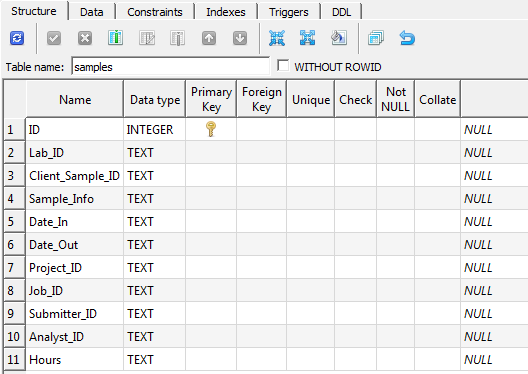 Structure Data Constraints Indexes Triggers DDL
Table name: samples WITHOUT ROWID
Name Data type Primary Key Foreign Key Unique Check Not NULL Collate
1 ID INTEGER NULL
2 Lab_ID TEXT NULL
3 Client_Sample_ID TEXT NULL
4 Sample_Info TEXT NULL
5 Date_In TEXT NULL
6 Date_Out TEXT NULL
7 Project_ID TEXT NULL
8 Job_ID TEXT NULL
9 Submitter_ID TEXT NULL
10 Analyst_ID TEXT NULL
11 Hours TEXT NULL